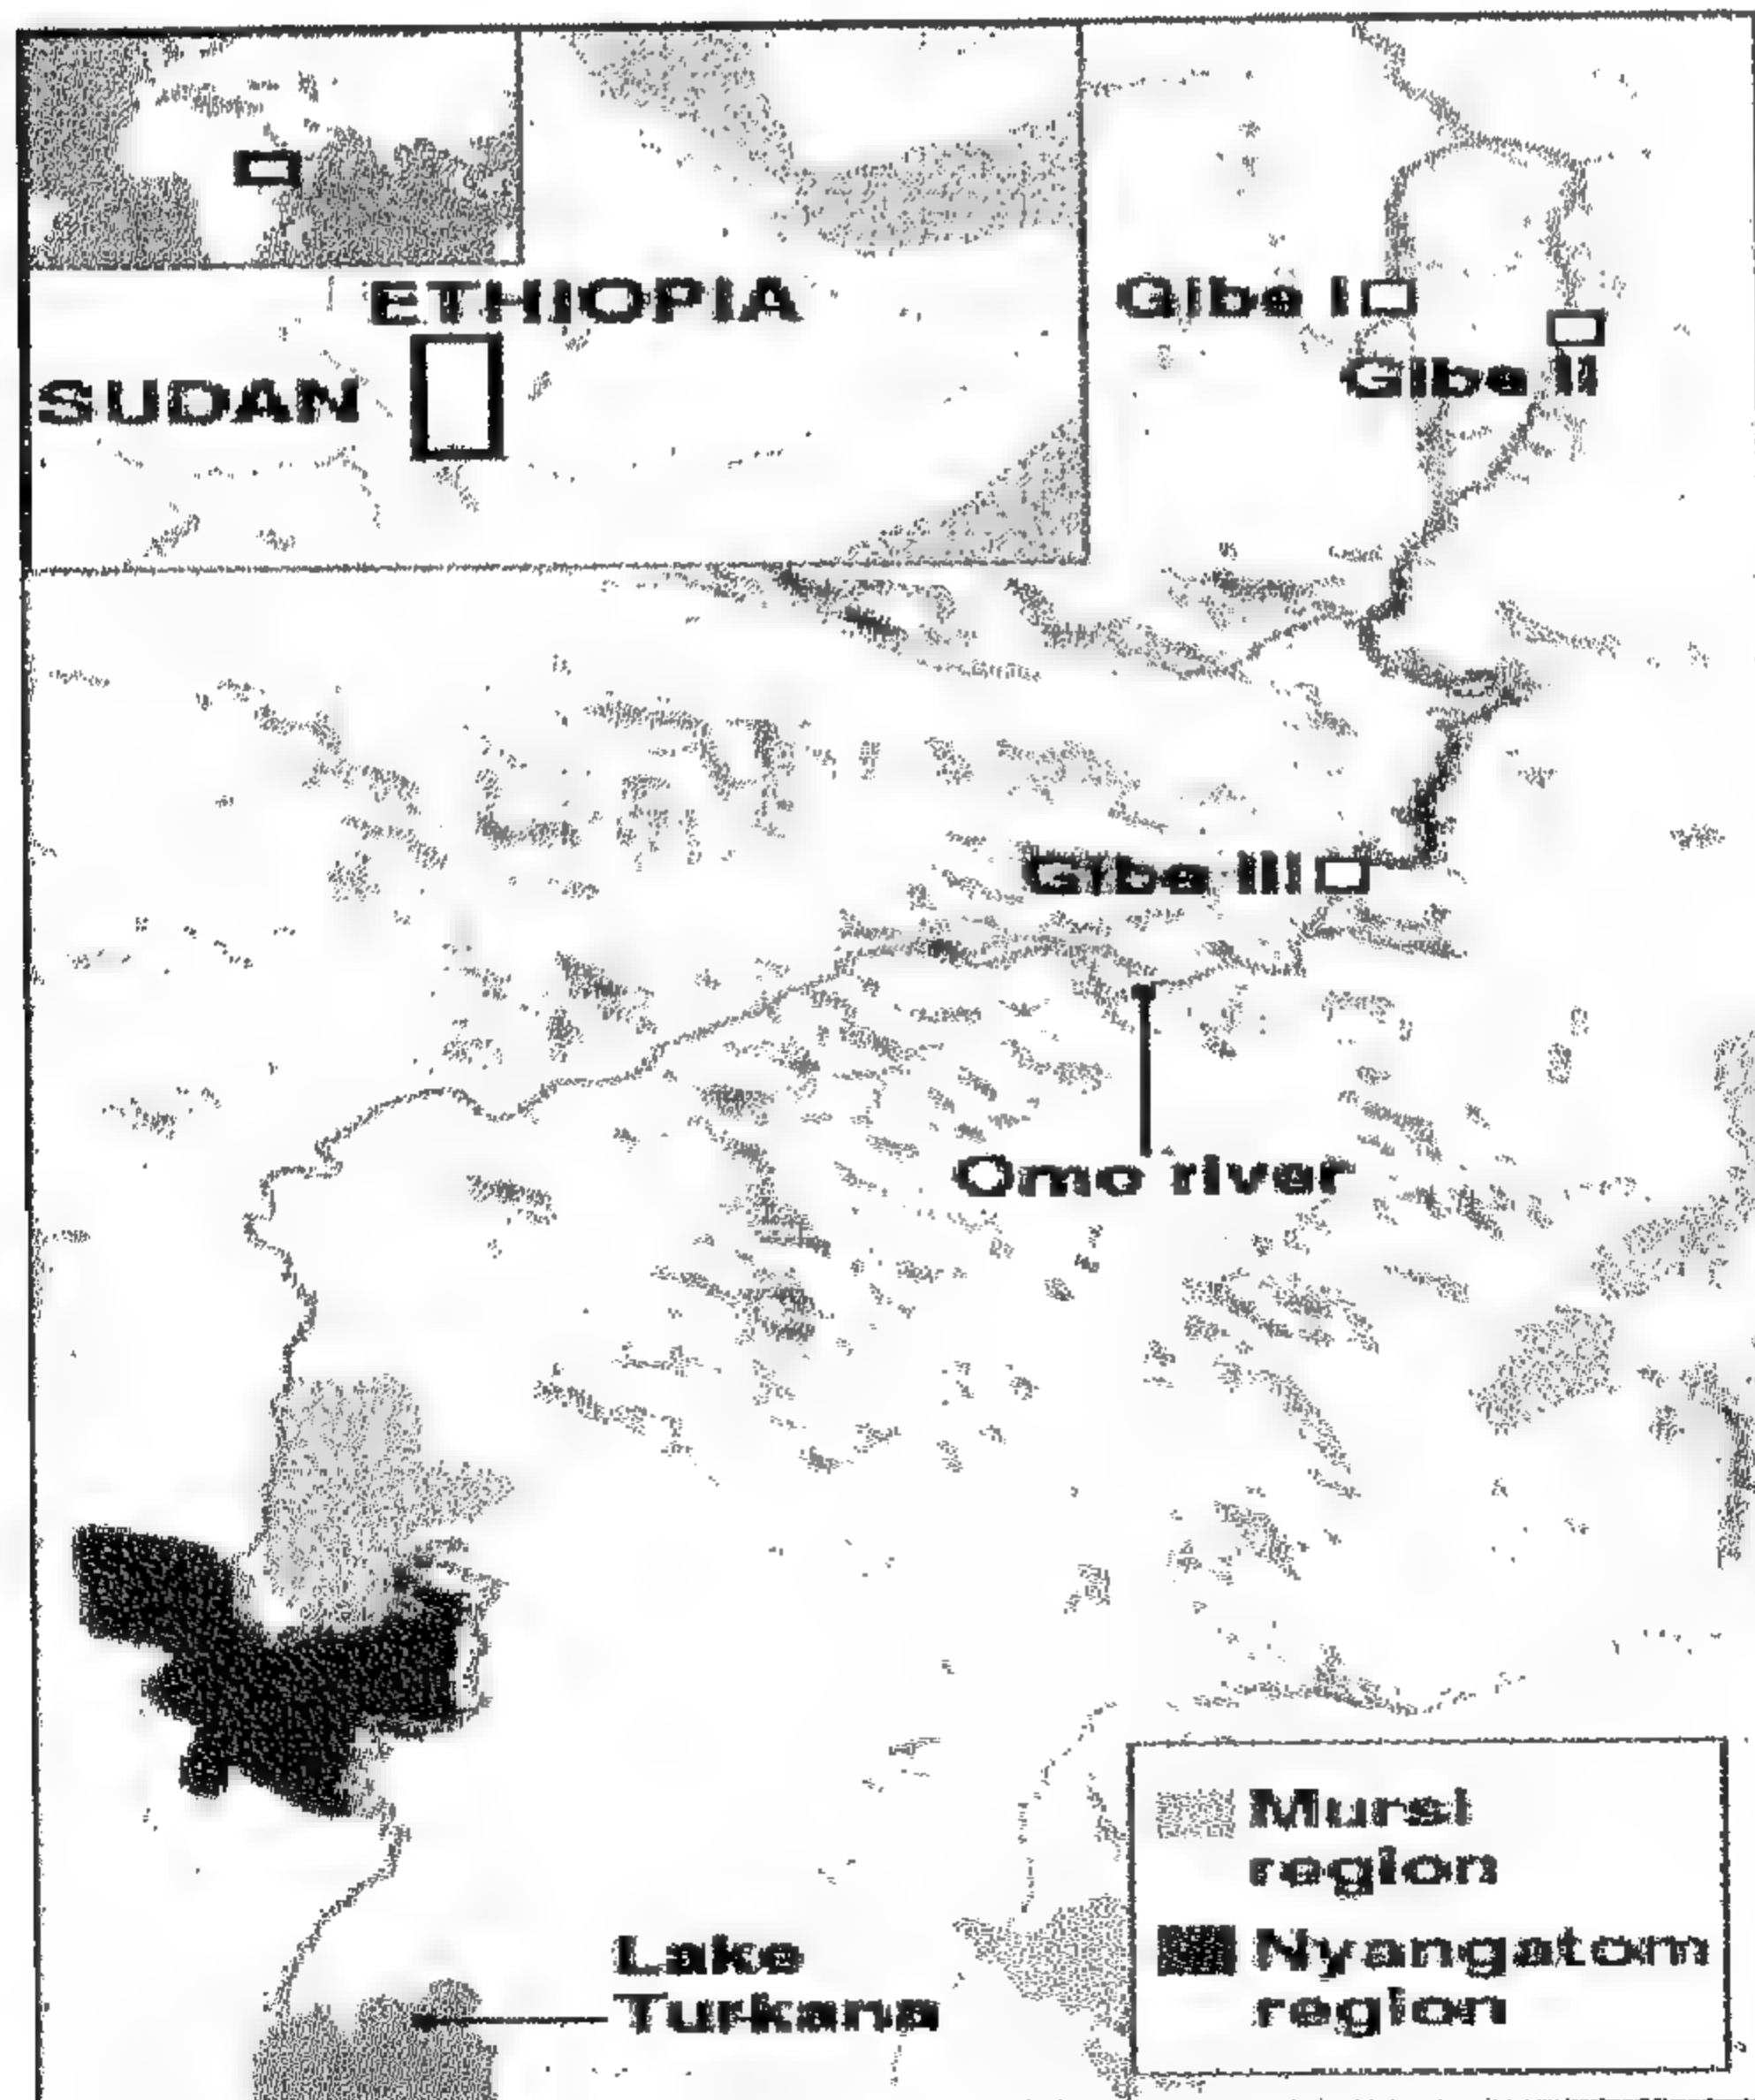 ETHIOPIA
SUDAN
Gibe I
Gibe II
Gibe III
Omo river
Mursi
region
Nyangatom
region
Lake
Turkana